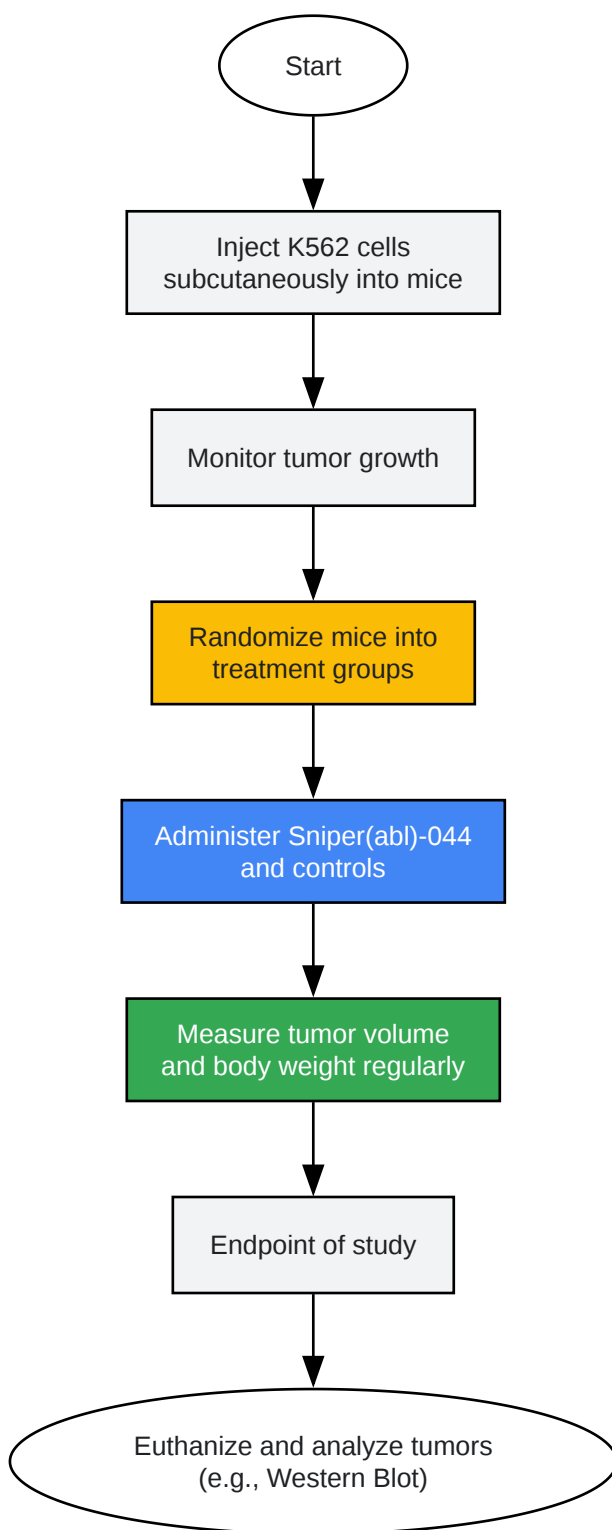 Start
Inject K562 cells
subcutaneously into mice
Monitor tumor growth
Randomize mice into
treatment groups
Administer Sniper(abl)-044
and controls
Measure tumor volume
and body weight regularly
Endpoint of study
Euthanize and analyze tumors
(e.g., Western Blot)